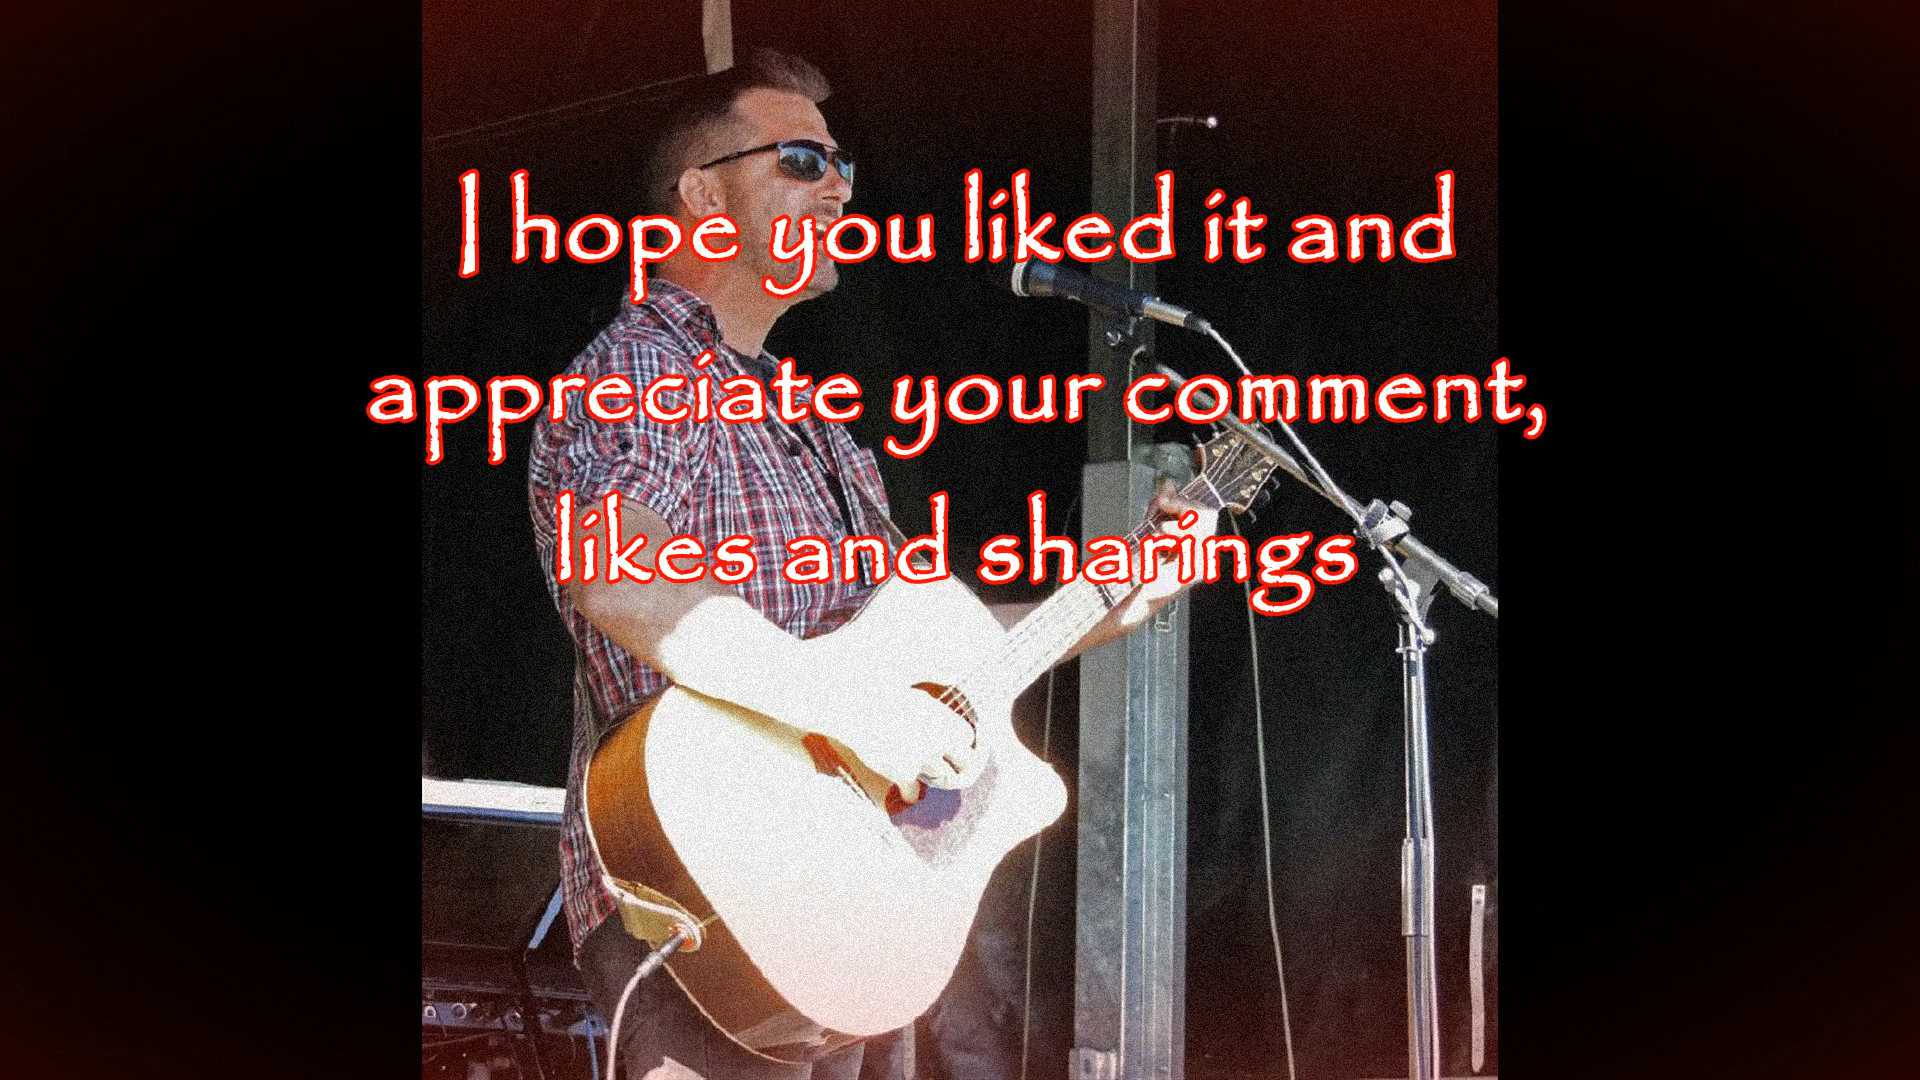 I hope you liked it and
appreciate your comment,
likes and sharings